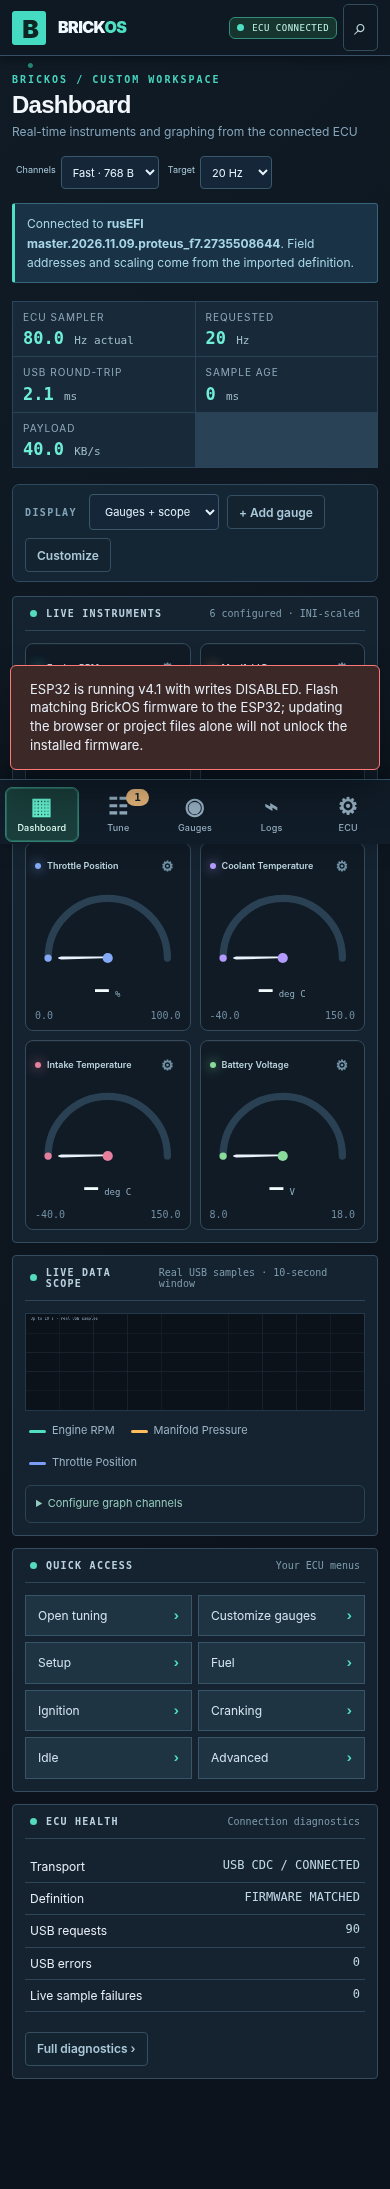 B BRICKOS
ECU CONNECTED
BRICKOS / CUSTOM WORKSPACE
Dashboard
Real-time instruments and graphing from the connected ECU
Channels Fast · 768 B Target 20 Hz
Connected to rusEFI
master.2026.11.09.proteus_f7.2735508644. Field
addresses and scaling come from the imported definition.
ECU SAMPLER REQUESTED
80.0 Hz actual 20 Hz
USB ROUND-TRIP SAMPLE AGE
2.1 ms 0 ms
PAYLOAD
40.0 KB/s
DISPLAY Gauges + scope + Add gauge
Customize
LIVE INSTRUMENTS 6 configured · INI-scaled
ESP32 is running v4.1 with writes DISABLED. Flash
matching BrickOS firmware to the ESP32; updating
the browser or project files alone will not unlock the
installed firmware.
1
Dashboard Tune Gauges Logs ECU
Throttle Position Coolant Temperature
— % — deg C
0.0 100.0 -40.0 150.0
Intake Temperature Battery Voltage
— deg C — V
-40.0 150.0 8.0 18.0
LIVE DATA SCOPE Real USB samples · 10-second window
Engine RPM Manifold Pressure
Throttle Position
Configure graph channels
QUICK ACCESS Your ECU menus
Open tuning › Customize gauges ›
Setup › Fuel ›
Ignition › Cranking ›
Idle › Advanced ›
ECU HEALTH Connection diagnostics
Transport USB CDC / CONNECTED
Definition FIRMWARE MATCHED
USB requests 90
USB errors 0
Live sample failures 0
Full diagnostics ›